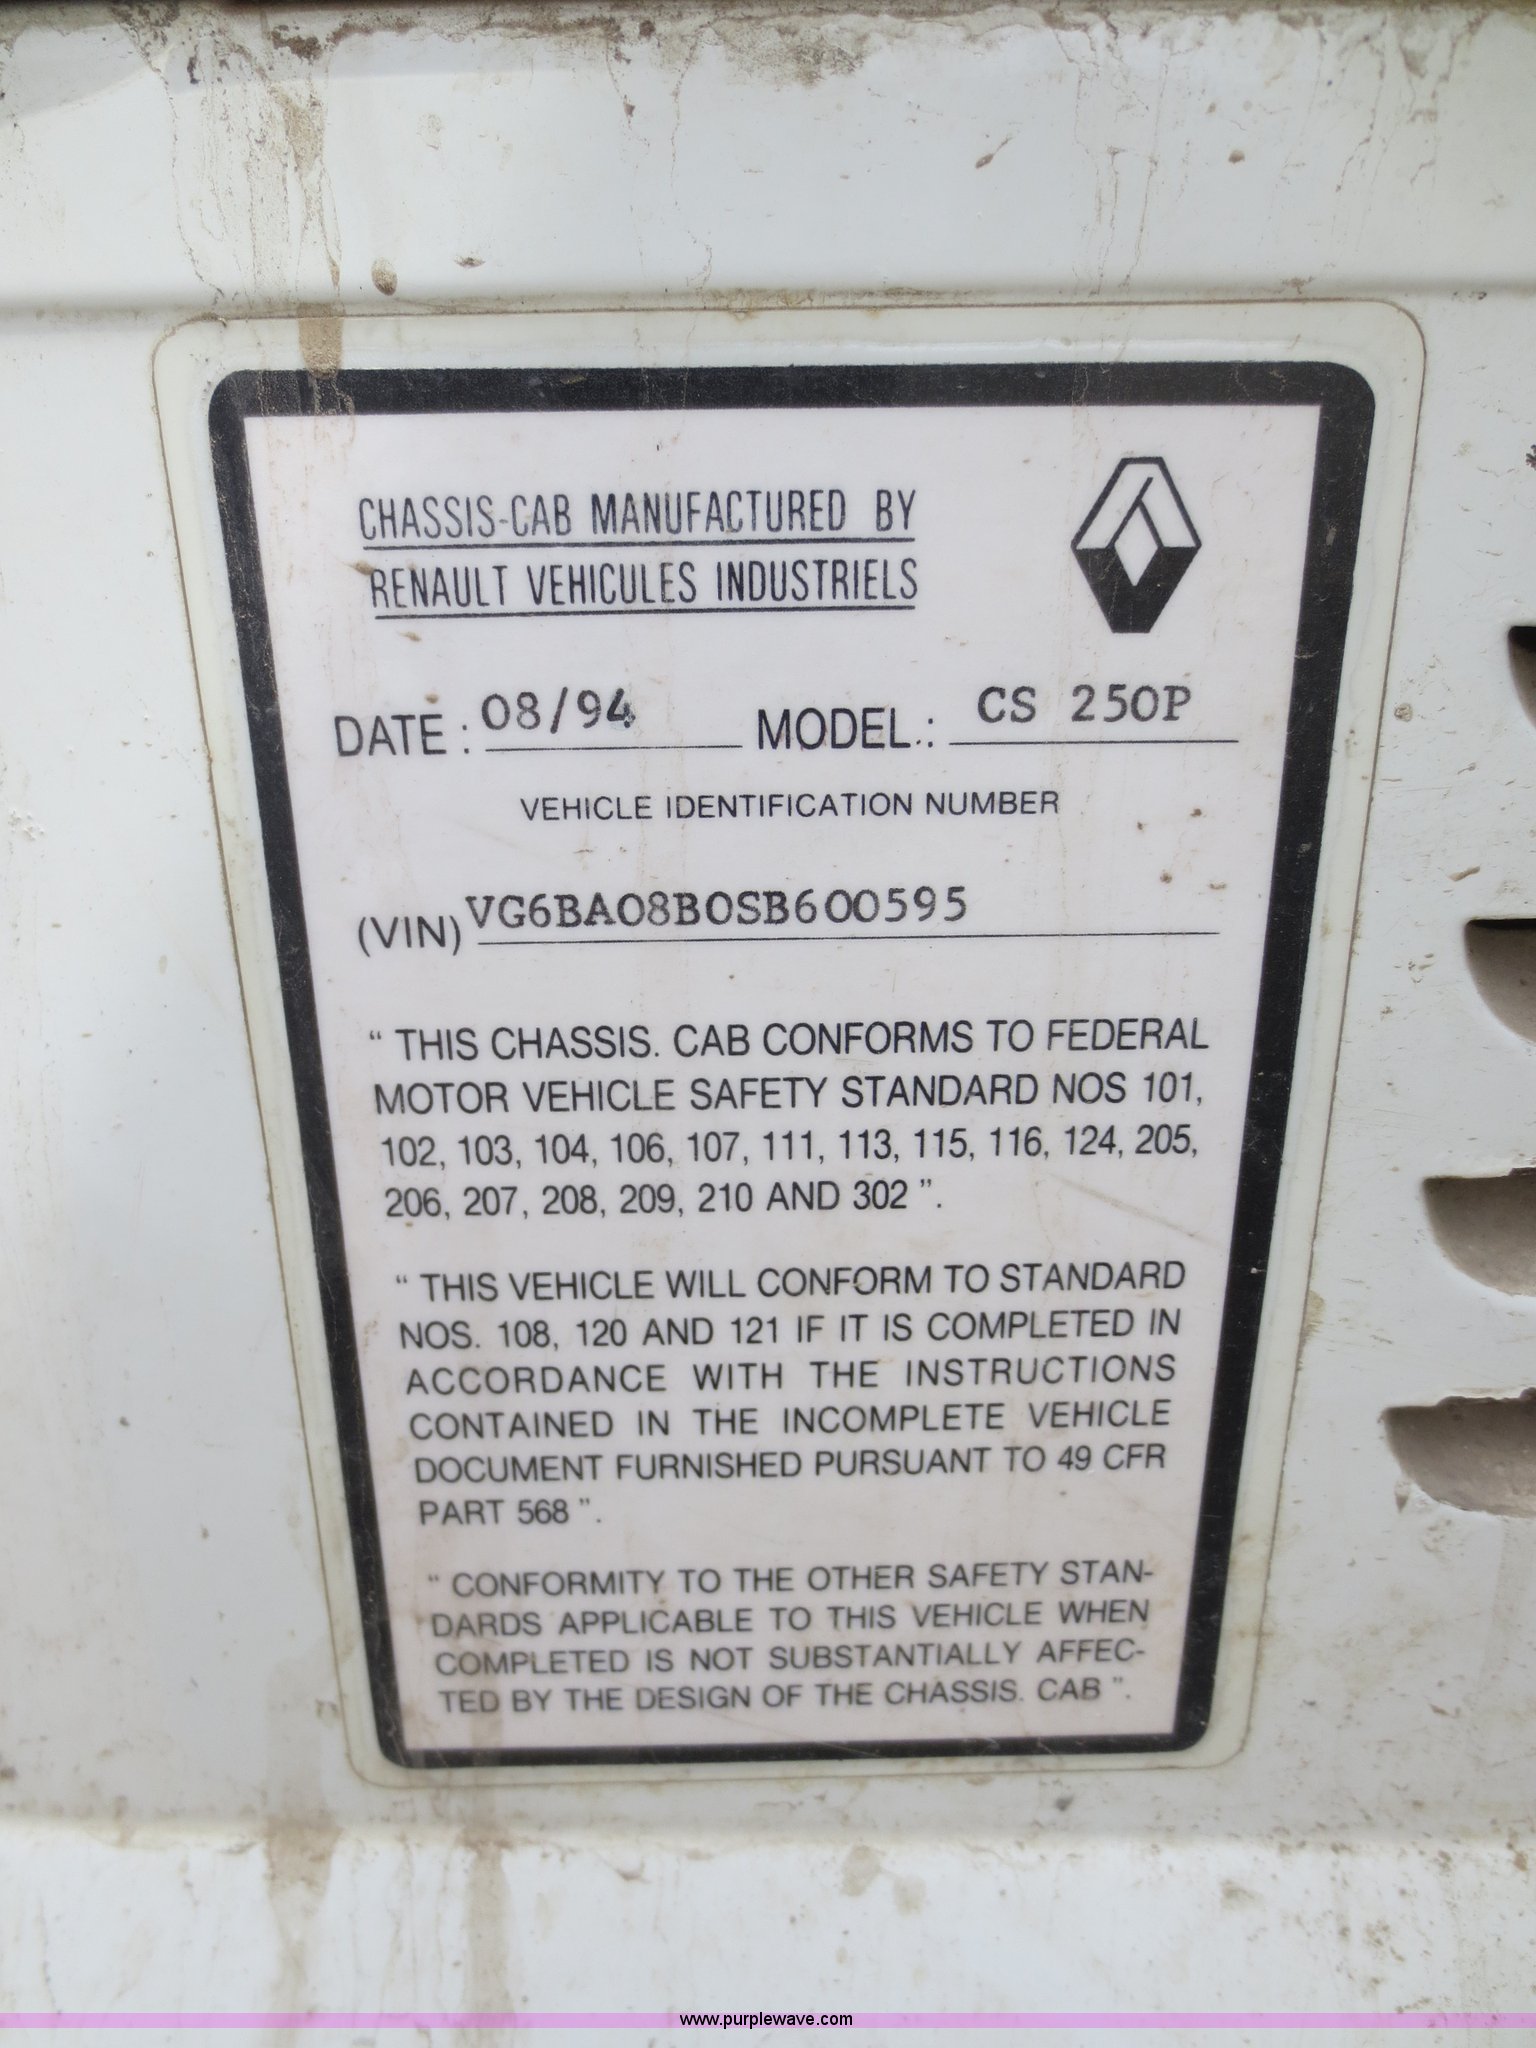 CHASSIS-CAB MANUFACTURED BY
RENAULT VEHICULES INDUSTRIELS
DATE : 08/94 MODEL.: CS 250P
VEHICLE IDENTIFICATION NUMBER
(VIN) VG6BA08B0SB600595
“ THIS CHASSIS. CAB CONFORMS TO FEDERAL
MOTOR VEHICLE SAFETY STANDARD NOS 101,
102, 103, 104, 106, 107, 111, 113, 115, 116, 124, 205,
206, 207, 208, 209, 210 AND 302 ”.
“ THIS VEHICLE WILL CONFORM TO STANDARD
NOS. 108, 120 AND 121 IF IT IS COMPLETED IN
ACCORDANCE WITH THE INSTRUCTIONS
CONTAINED IN THE INCOMPLETE VEHICLE
DOCUMENT FURNISHED PURSUANT TO 49 CFR
PART 568 ”.
“ CONFORMITY TO THE OTHER SAFETY STAN-
DARDS APPLICABLE TO THIS VEHICLE WHEN
COMPLETED IS NOT SUBSTANTIALLY AFFEC-
TED BY THE DESIGN OF THE CHASSIS. CAB ”.
www.purplewave.com